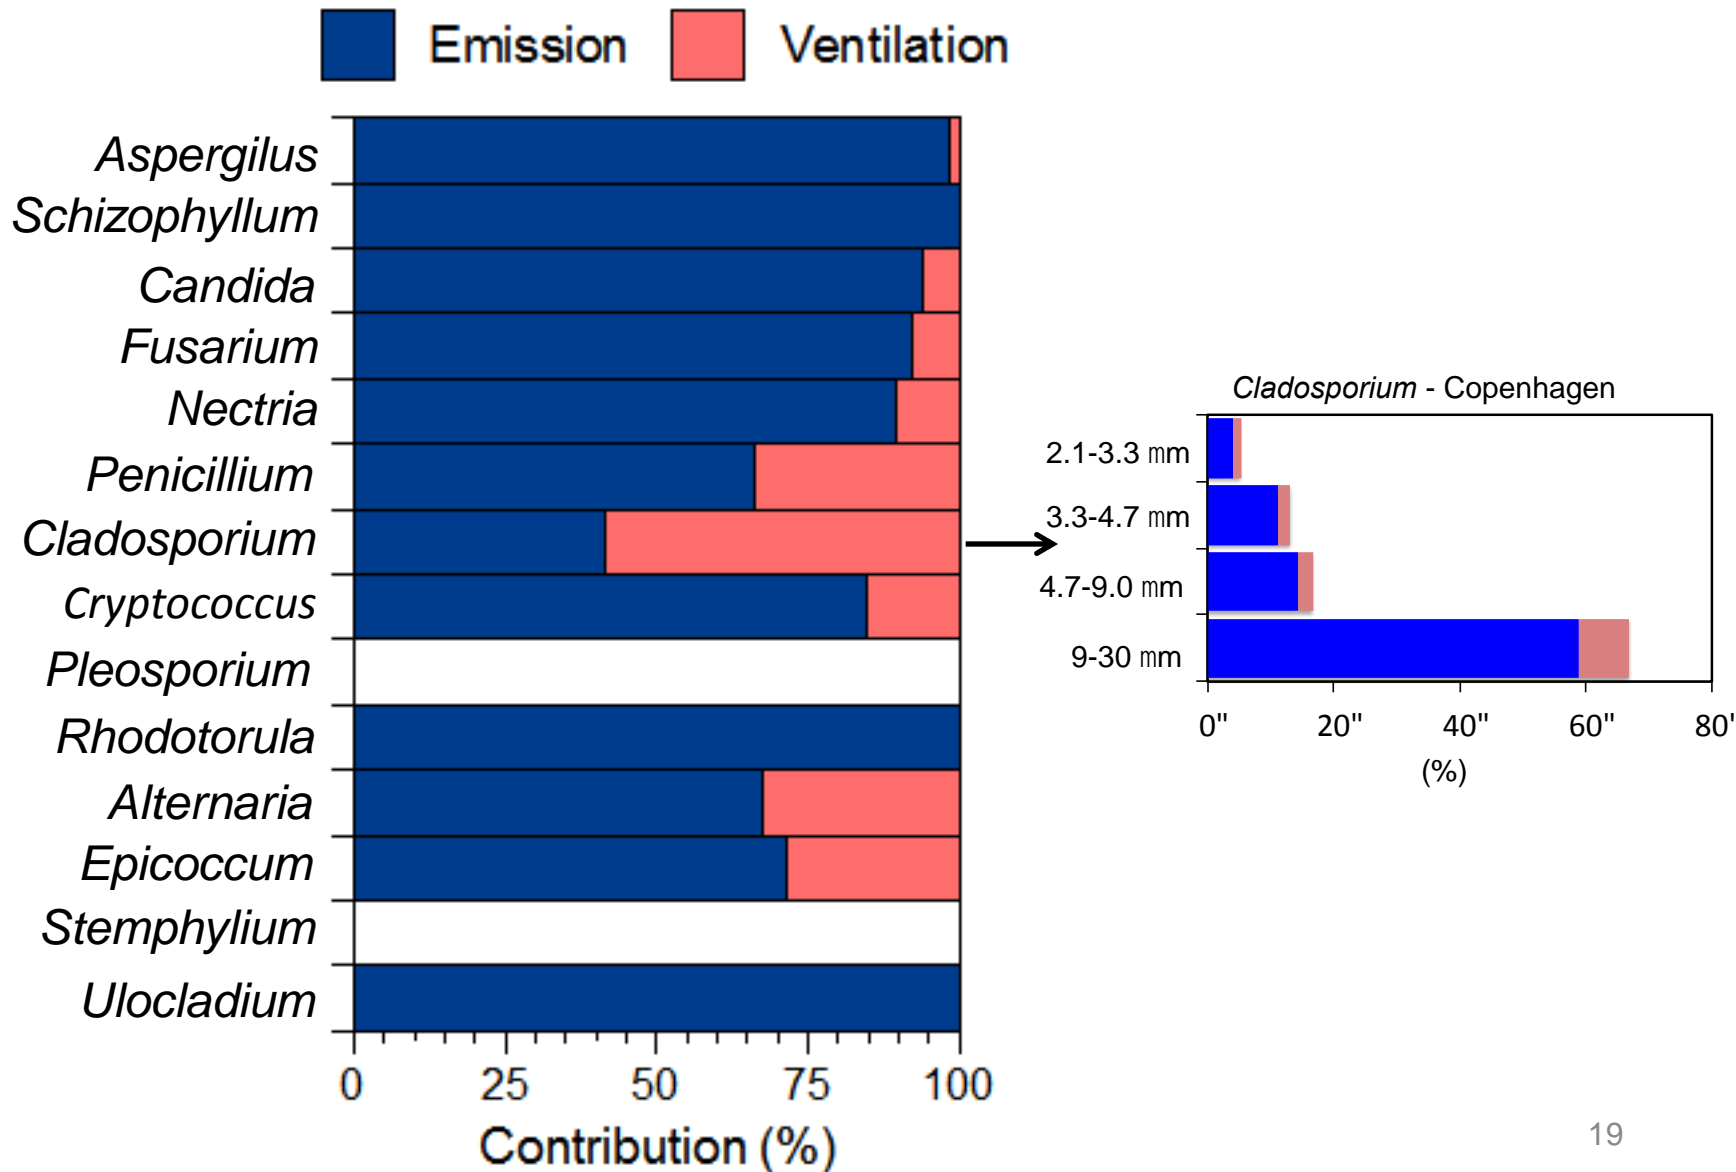 Emission Ventilation
Aspergilus
Schizophyllum
Candida
Fusarium
Nectria
Penicillium
Cladosporium
Cryptococcus
Pleosporium
Rhodotorula
Alternaria
Epicoccum
Stemphylium
Ulocladium
0 25 50 75 100
Contribution (%)
Cladosporium - Copenhagen
2.1-3.3 mm
3.3-4.7 mm
4.7-9.0 mm
9-30 mm
0" 20" 40" 60" 80"
(%)
19